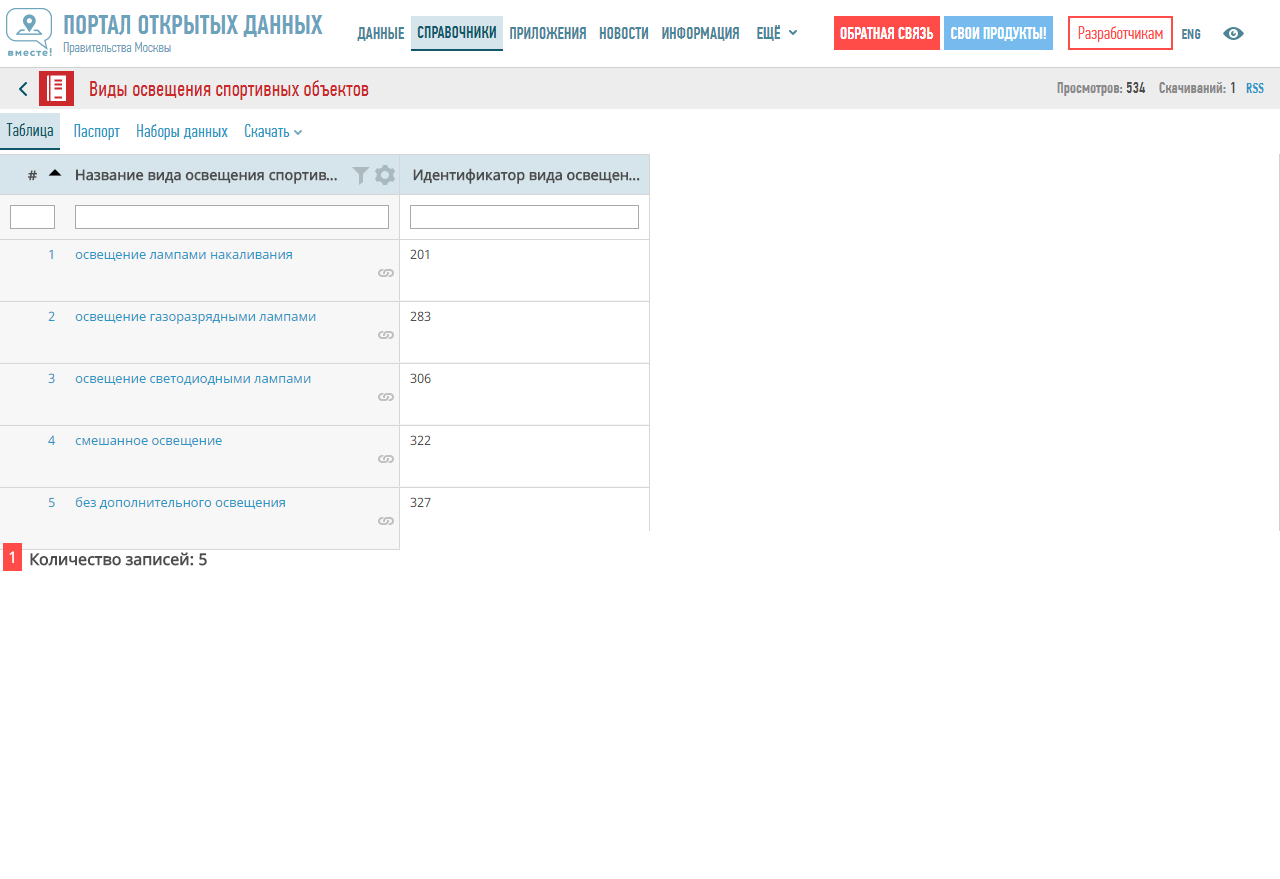 вместе!
ПОРТАЛ ОТКРЫТЫХ ДАННЫХ
Правительства Москвы
ДАННЫЕ СПРАВОЧНИКИ ПРИЛОЖЕНИЯ НОВОСТИ ИНФОРМАЦИЯ ЕЩЁ
ОБРАТНАЯ СВЯЗЬ СВОИ ПРОДУКТЫ! Разработчикам ENG
Виды освещения спортивных объектов
Просмотров: 534 Скачиваний: 1 RSS
Таблица Паспорт Наборы данных Скачать
# Название вида освещения спортив... Идентификатор вида освещен...
1 освещение лампами накаливания 201
2 освещение газоразрядными лампами 283
3 освещение светодиодными лампами 306
4 смешанное освещение 322
5 без дополнительного освещения 327
1 Количество записей: 5